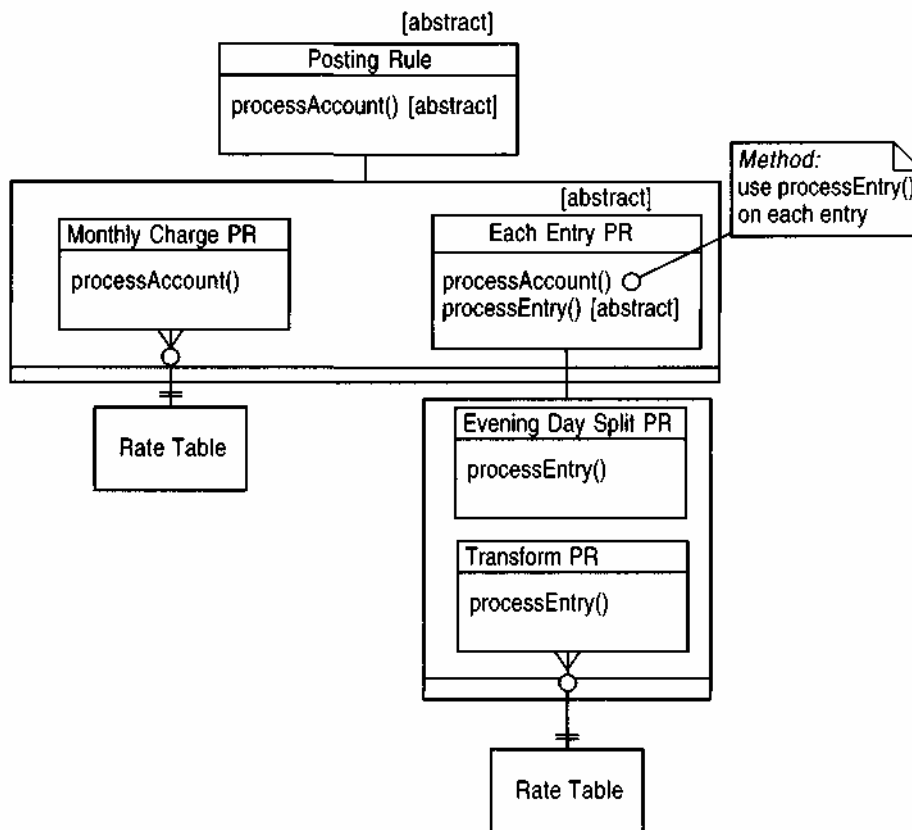 [abstract]
Posting Rule
processAccount() [abstract]
Method:
use processEntry()
on each entry
[abstract]
Monthly Charge PR
processAccount()
Each Entry PR
processAccount()
processEntry() [abstract]
Rate Table
Evening Day Split PR
processEntry()
Transform PR
processEntry()
Rate Table